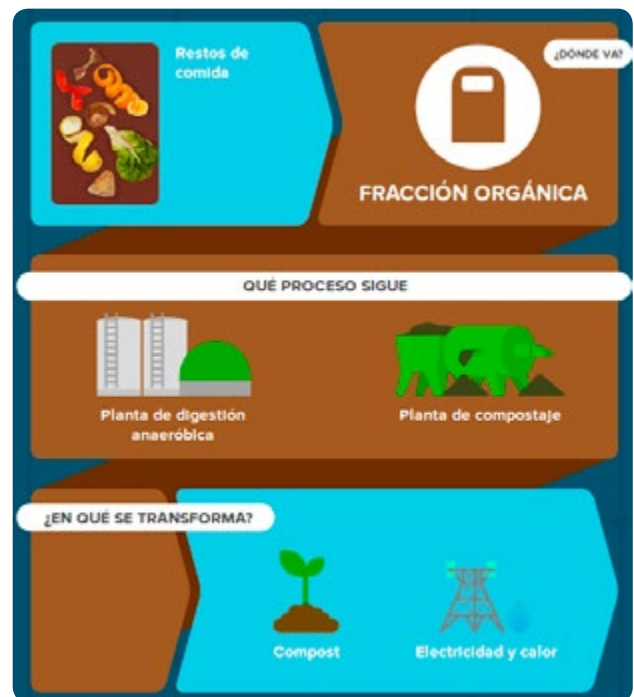 Restos de
comida
¿DÓNDE VA?
FRACCIÓN ORGÁNICA
QUÉ PROCESO SIGUE
Planta de digestión
anaeróbica
Planta de compostaje
¿EN QUÉ SE TRANSFORMA?
Compost
Electricidad y calor